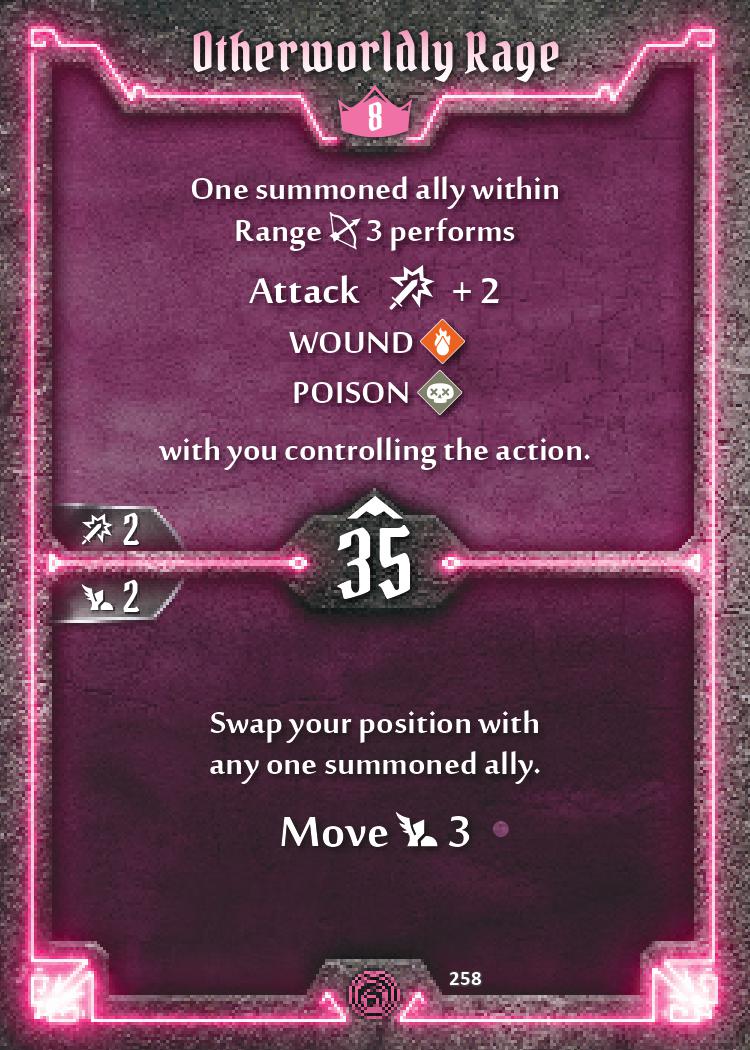 Otherworldly Rage
8
One summoned ally within
Range 3 performs
Attack + 2
WOUND
POISON
with you controlling the action.
2
35
2
Swap your position with
any one summoned ally.
Move 3
258